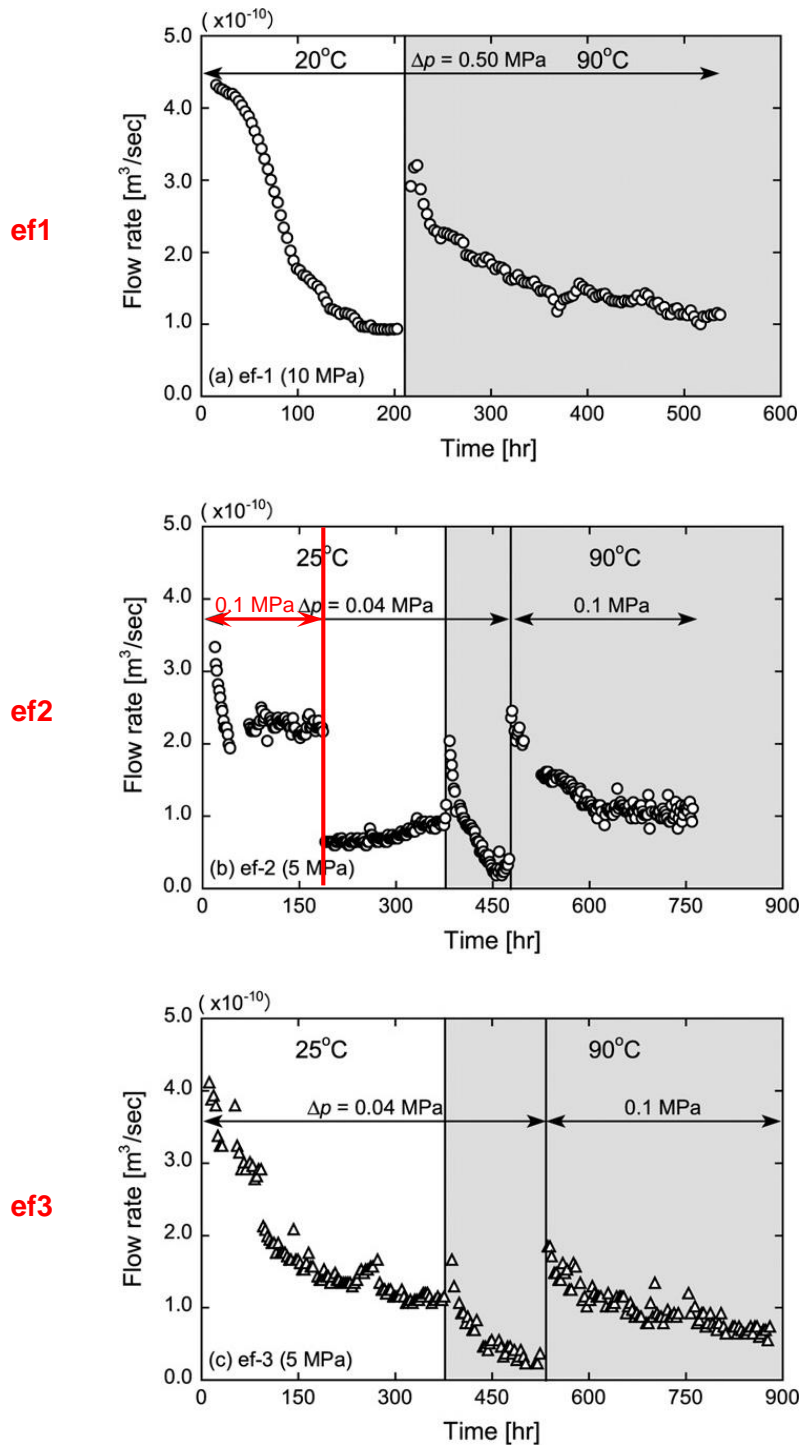 ( x10⁻¹⁰)
5.0
20°C
Δp = 0.50 MPa
90°C
4.0
3.0
ef1
Flow rate [m³/sec]
2.0
1.0
(a) ef-1 (10 MPa)
0.0
0 100 200 300 400 500 600
Time [hr]
( x10⁻¹⁰)
5.0
25°C
90°C
4.0
0.1 MPa
Δp = 0.04 MPa
0.1 MPa
3.0
ef2
Flow rate [m³/sec]
2.0
1.0
(b) ef-2 (5 MPa)
0.0
0 150 300 450 600 750 900
Time [hr]
( x10⁻¹⁰)
5.0
25°C
90°C
4.0
Δp = 0.04 MPa
0.1 MPa
3.0
ef3
Flow rate [m³/sec]
2.0
1.0
(c) ef-3 (5 MPa)
0.0
0 150 300 450 600 750 900
Time [hr]